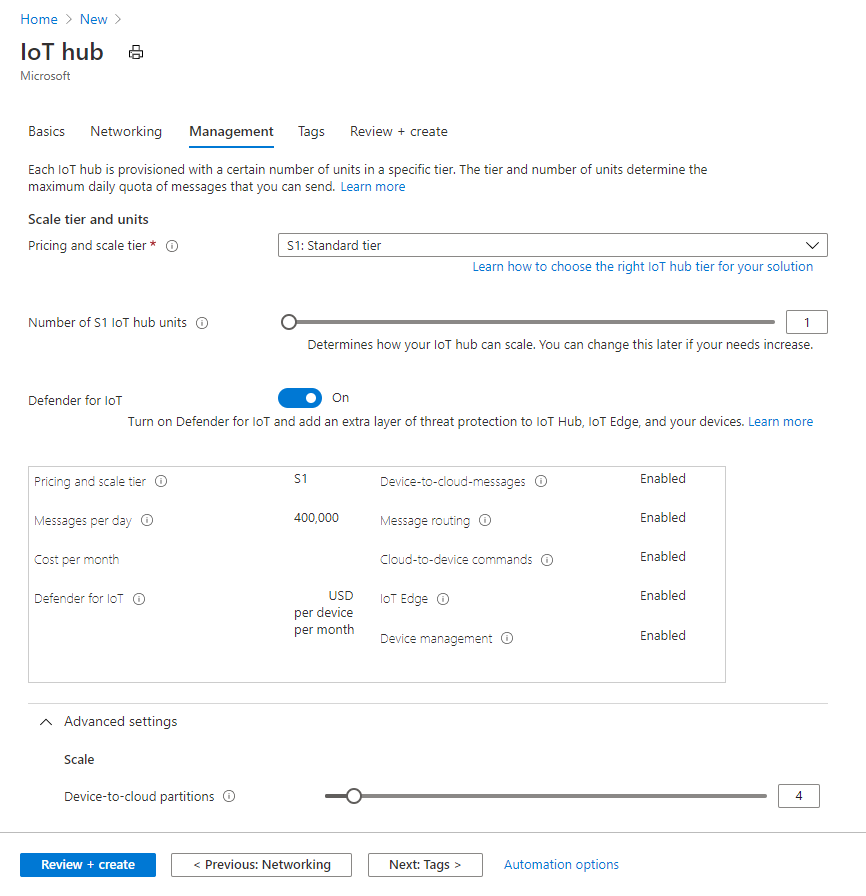 Home > New >
IoT hub
Microsoft
Basics Networking Management Tags Review + create
Each IoT hub is provisioned with a certain number of units in a specific tier. The tier and number of units determine the
maximum daily quota of messages that you can send. Learn more
Scale tier and units
Pricing and scale tier * S1: Standard tier
Learn how to choose the right IoT hub tier for your solution
Number of S1 IoT hub units 1
Determines how your IoT hub can scale. You can change this later if your needs increase.
Defender for IoT On
Turn on Defender for IoT and add an extra layer of threat protection to IoT Hub, IoT Edge, and your devices. Learn more
Pricing and scale tier S1 Device-to-cloud-messages Enabled
Messages per day 400,000 Message routing Enabled
Cost per month Cloud-to-device commands Enabled
Defender for IoT USD IoT Edge Enabled
per device
per month
Device management Enabled
Advanced settings
Scale
Device-to-cloud partitions 4
Review + create < Previous: Networking Next: Tags > Automation options